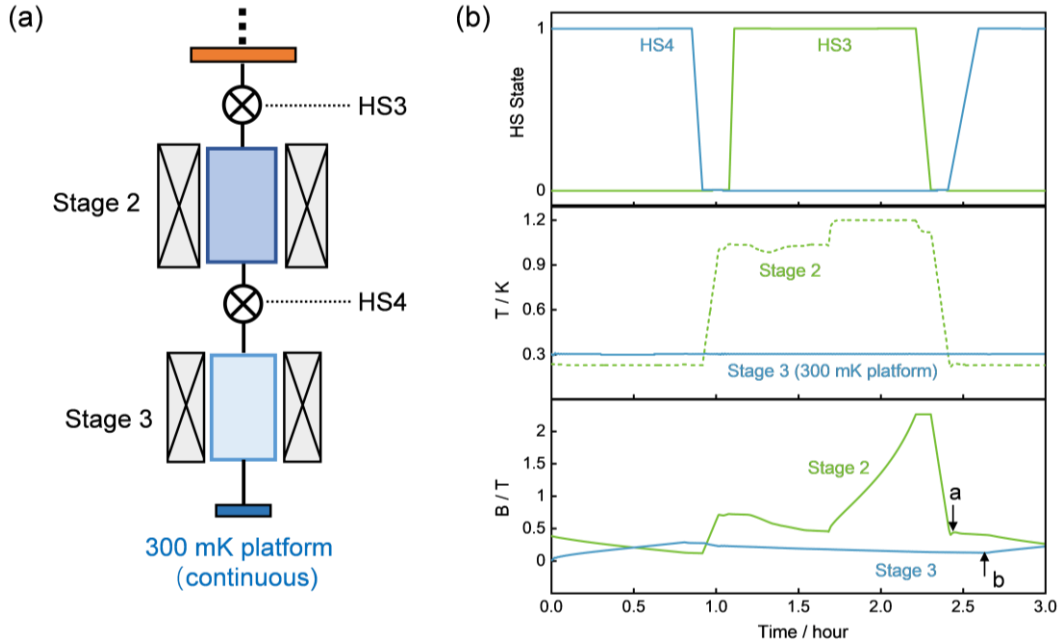 (a)
HS3
Stage 2
HS4
Stage 3
300 mK platform
(continuous)
(b)
1
HS4
HS3
HS State
0
1.2
0.9
Stage 2
T / K
0.3
Stage 3 (300 mK platform)
2
1.5
Stage 2
B / T
1
a
0.5
0
Stage 3
b
0.0
0.5
1.0
1.5
2.0
2.5
3.0
Time / hour